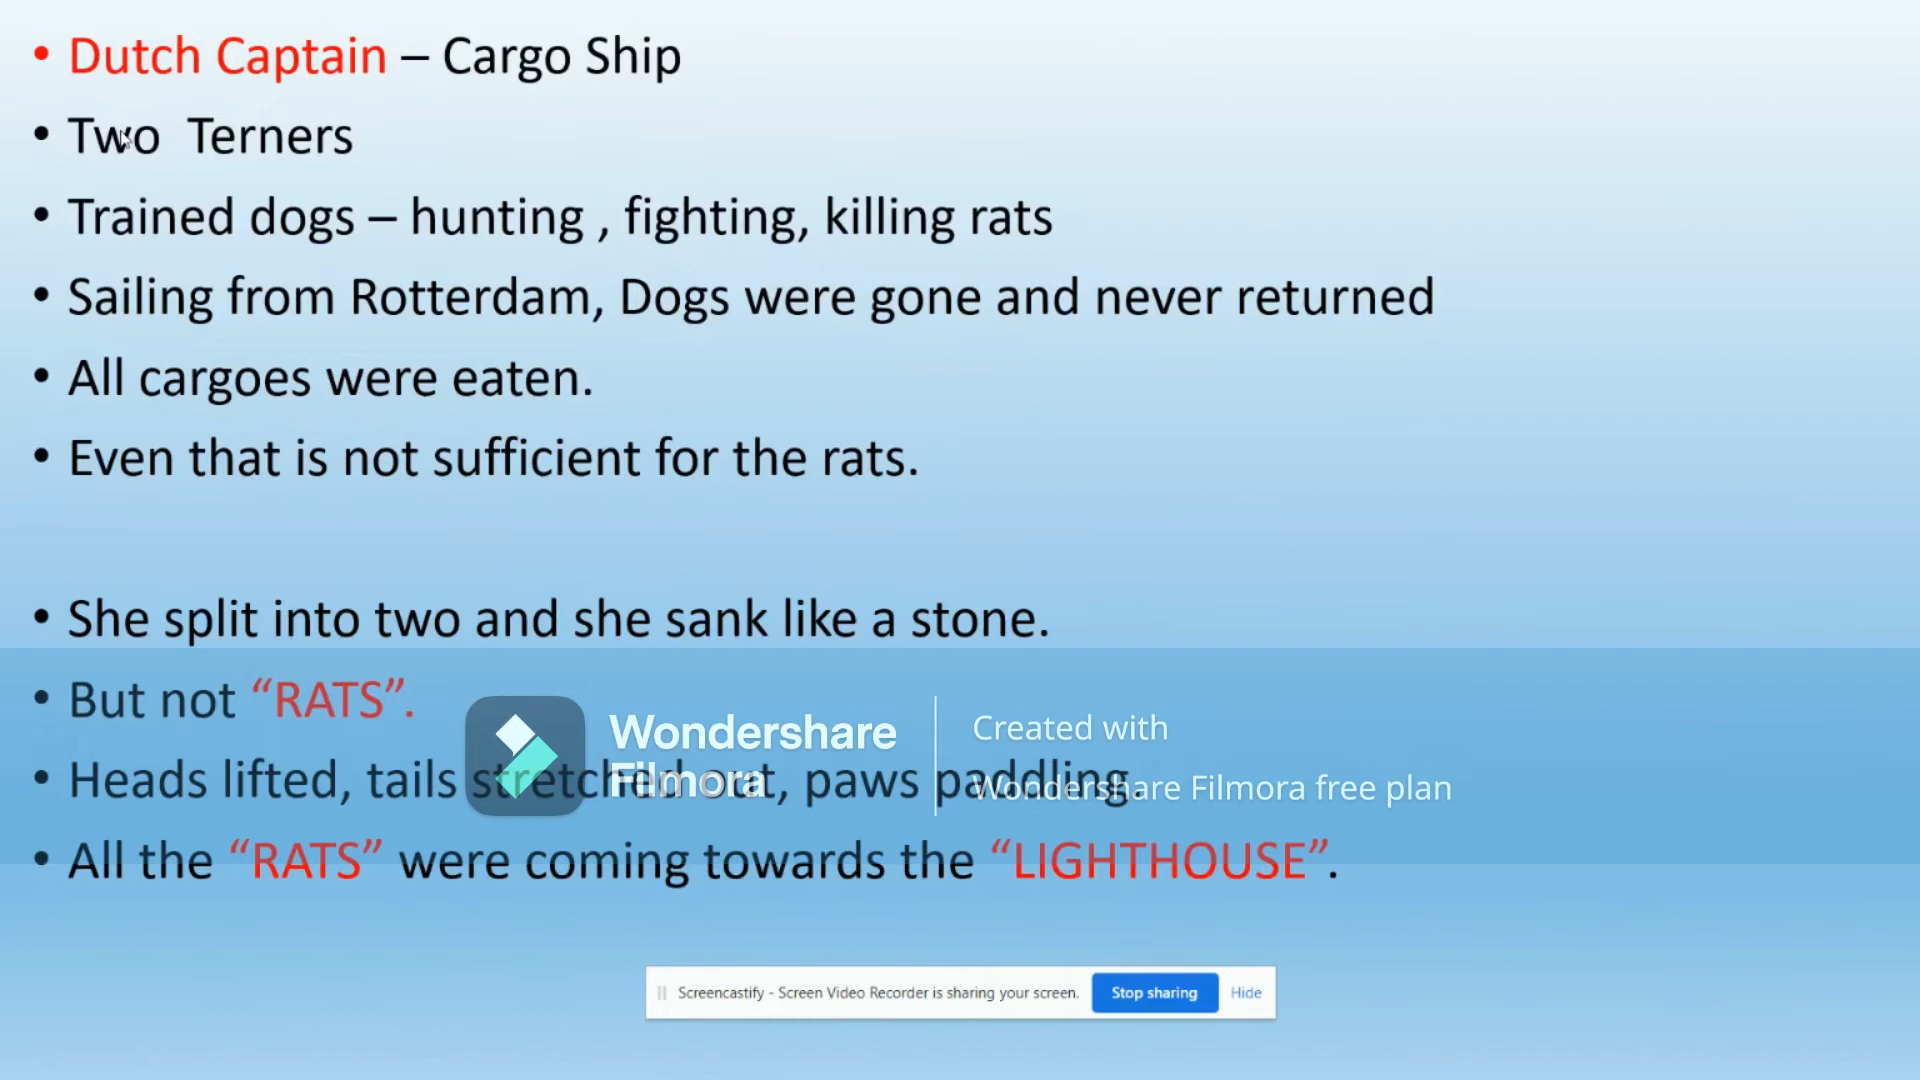 • Dutch Captain – Cargo Ship
• Two Terners
• Trained dogs – hunting , fighting, killing rats
• Sailing from Rotterdam, Dogs were gone and never returned
• All cargoes were eaten.
• Even that is not sufficient for the rats.
• She split into two and she sank like a stone.
• But not “RATS”.
Wondershare
Filmora
Created with
Wondershare Filmora free plan
• Heads lifted, tails stretched out, paws paddling.
• All the “RATS” were coming towards the “LIGHTHOUSE”.
Screencastify - Screen Video Recorder is sharing your screen. Stop sharing Hide